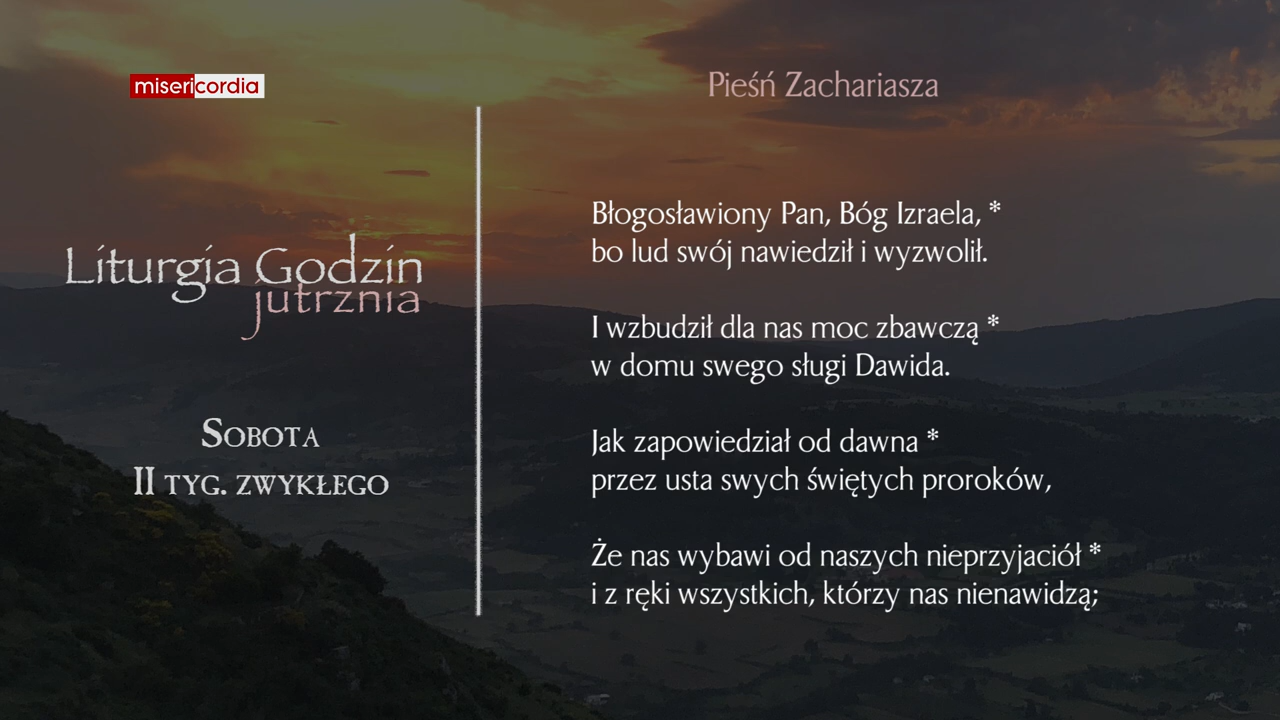 misericordia
Liturgia Godzin
jutrznia
Sobota
II tyg. zwykłego
Pieśń Zachariasza
Błogosławiony Pan, Bóg Izraela, *
bo lud swój nawiedził i wyzwolił.
I wzbudził dla nas moc zbawczą *
w domu swego sługi Dawida.
Jak zapowiedział od dawna *
przez usta swych świętych proroków,
Że nas wybawi od naszych nieprzyjaciół *
i z ręki wszystkich, którzy nas nienawidzą;